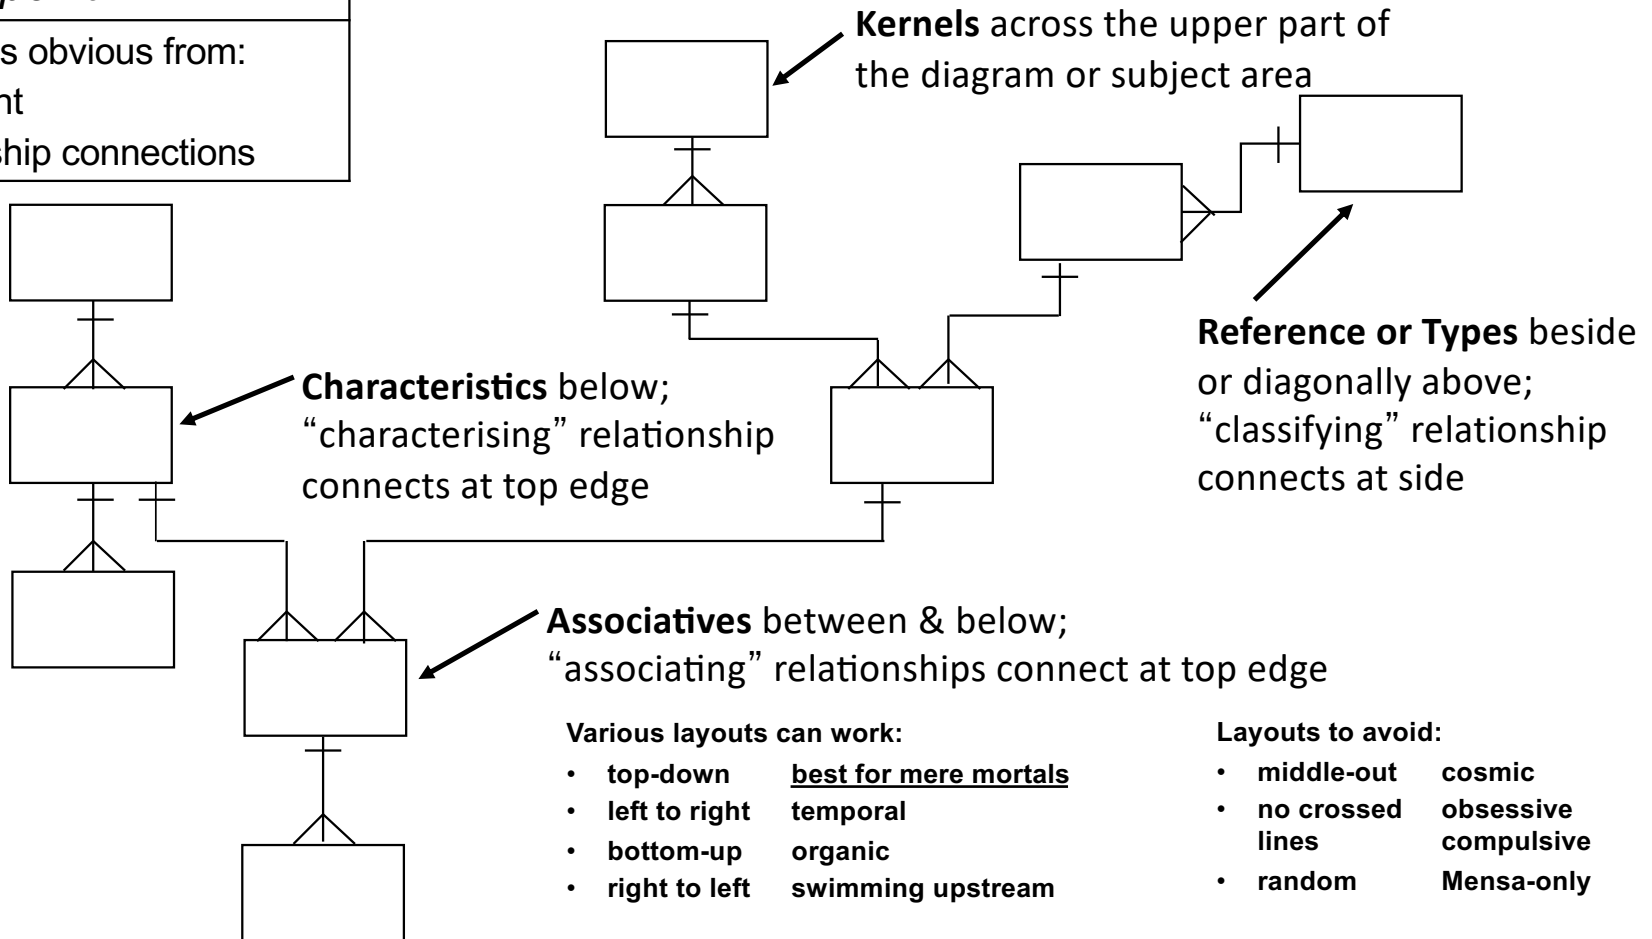 s obvious from:
nt
ship connections
Kernels across the upper part of
the diagram or subject area
Reference or Types beside
or diagonally above;
“classifying” relationship
connects at side
Characteristics below;
“characterising” relationship
connects at top edge
Associatives between & below;
“associating” relationships connect at top edge
Various layouts can work:
• top-down best for mere mortals
• left to right temporal
• bottom-up organic
• right to left swimming upstream
Layouts to avoid:
• middle-out cosmic
• no crossed obsessive
lines compulsive
• random Mensa-only